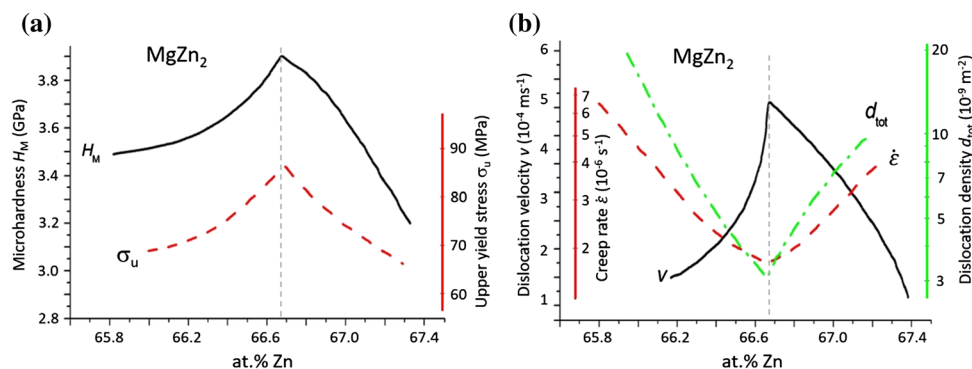 (a)
MgZn2
Microhardness HM (GPa)
3.8
3.6
3.4
3.2
3.0
2.8
HM
σu
90
80
70
60
Upper yield stress σu (MPa)
65.8
66.2
66.6
67.0
67.4
at.% Zn
(b)
MgZn2
7
6
5
4
3
2
Creep rate ε̇ (10-6 s-1)
Dislocation velocity v (10-4 ms-1)
6
5
4
3
2
1
v
dtot
ε̇
20
10
7
5
3
Dislocation density dtot (10-9 m-2)
65.8
66.2
66.6
67.0
67.4
at.% Zn